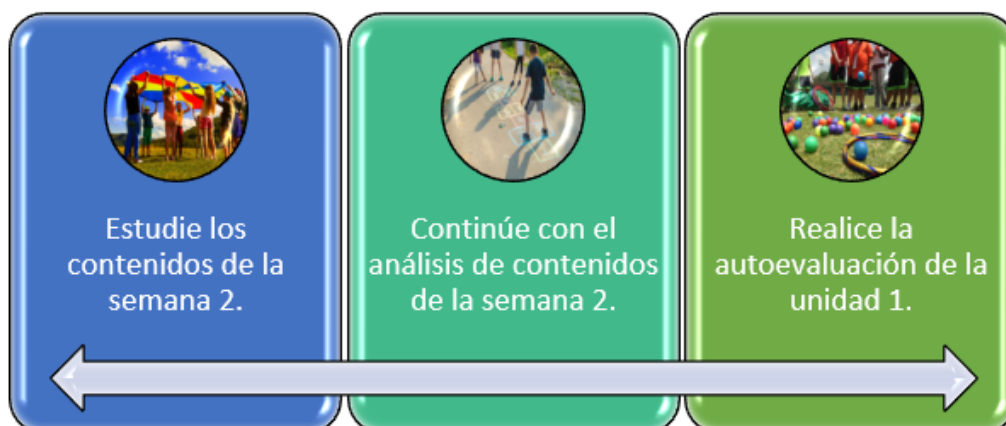 Estudie los
contenidos de la
semana 2.
Continúe con el
análisis de contenidos
de la semana 2.
Realice la
autoevaluación de la
unidad 1.